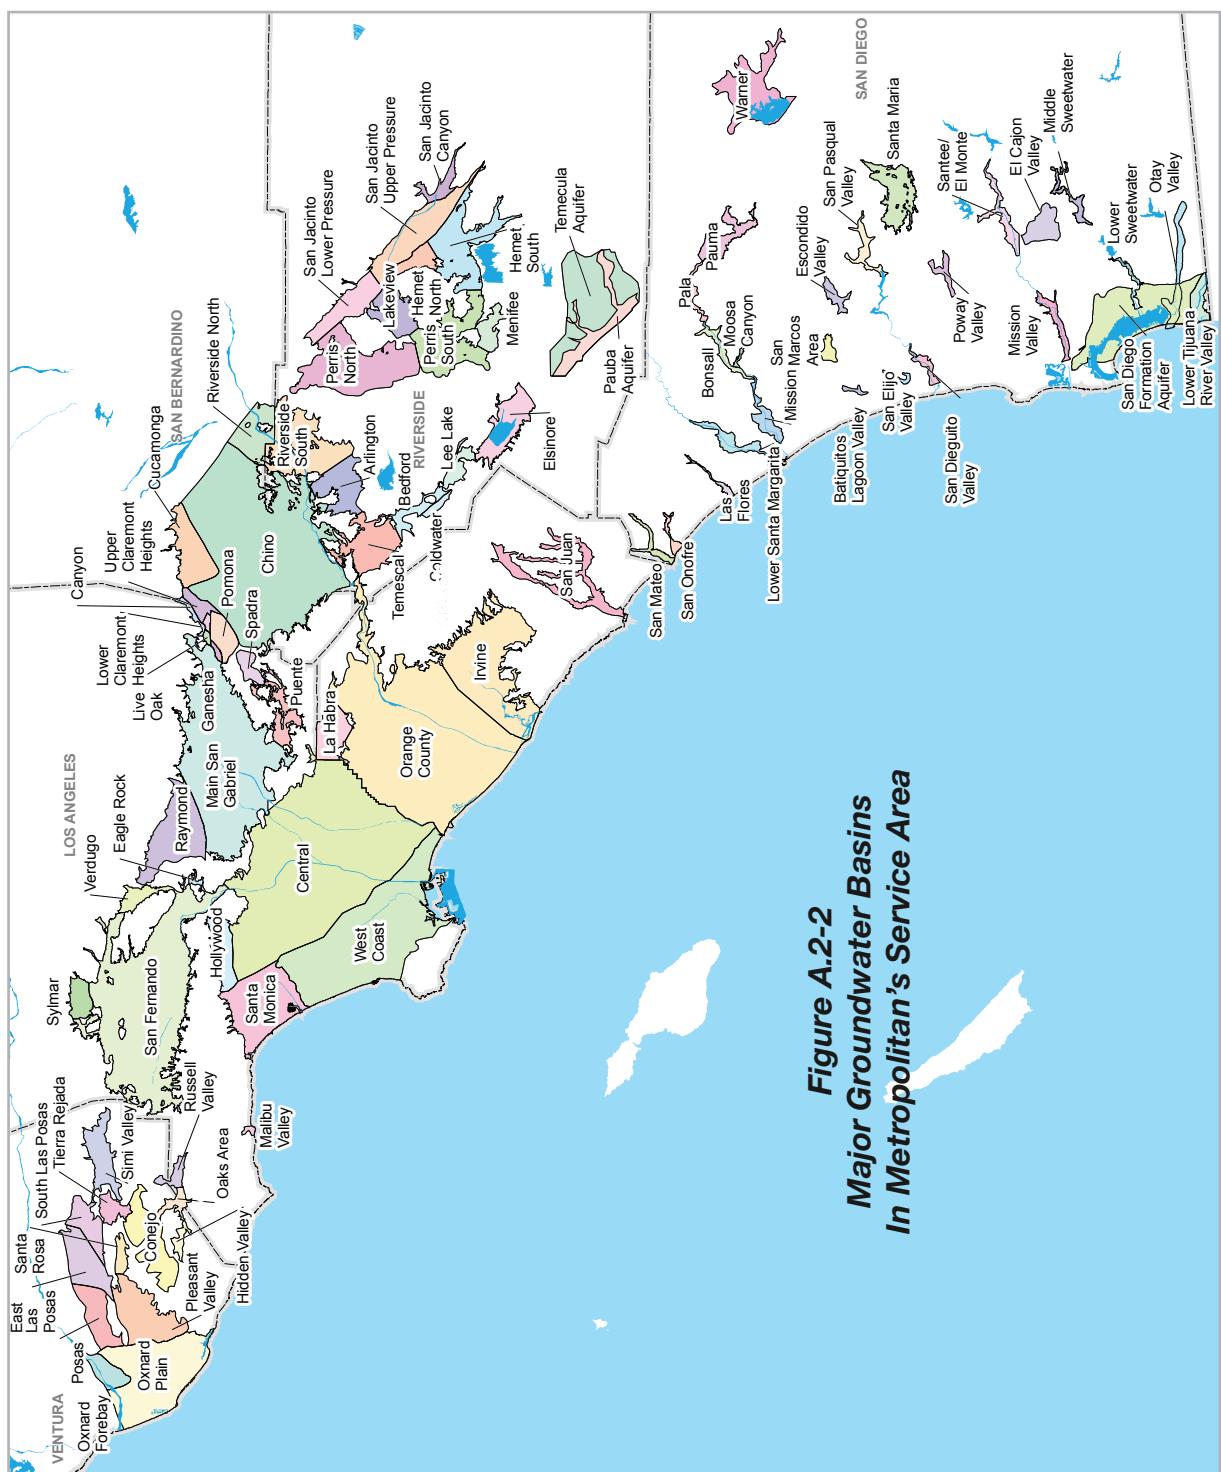 Figure A.2-2
Major Groundwater Basins
In Metropolitan's Service Area
VENTURA
LOS ANGELES
SAN BERNARDINO
RIVERSIDE
SAN DIEGO
Oxnard
Forebay
Posas
Oxnard
Plain
East
Las
Posas
Santa
Rosa
South Las Posas
Tierra Rejada
Simi Valley
Conejo
Pleasant
Valley
Hidden Valley
Oaks Area
Russell
Valley
Malibu
Valley
Sylmar
San Fernando
Verdugo
Eagle Rock
Hollywood
Santa
Monica
West
Coast
Central
Raymond
Main San
Gabriel
Ganesha
Live
Oak
Lower
Claremont
Heights
Canyon
Upper
Claremont
Heights
Pomona
Spadra
Puente
La Habra
Orange
County
Irvine
Cucamonga
Chino
Riverside North
Riverside
South
Arlington
Temescal
Coldwater
Bedford
Lee Lake
Elsinore
San Juan
San Jacinto
Lower Pressure
San Jacinto
Upper Pressure
San Jacinto
Canyon
Perris
North
Lakeview
Hemet
North
Perris
South
Hemet
South
Menifee
Temecula
Aquifer
Pauba
Aquifer
San Mateo
San Onofre
Las
Flores
Lower Santa Margarita
Bonsall
Pala
Pauma
Moosa
Canyon
Mission
San
Marcos
Area
Warner
Escondido
Valley
San Pasqual
Valley
Santa Maria
Batiquitos
Lagoon Valley
San Elijo
Valley
San Dieguito
Valley
Poway
Valley
Santee/
El Monte
El Cajon
Valley
Middle
Sweetwater
Mission
Valley
Lower
Sweetwater
Otay
Valley
San Diego
Formation
Aquifer
Lower Tijuana
River Valley